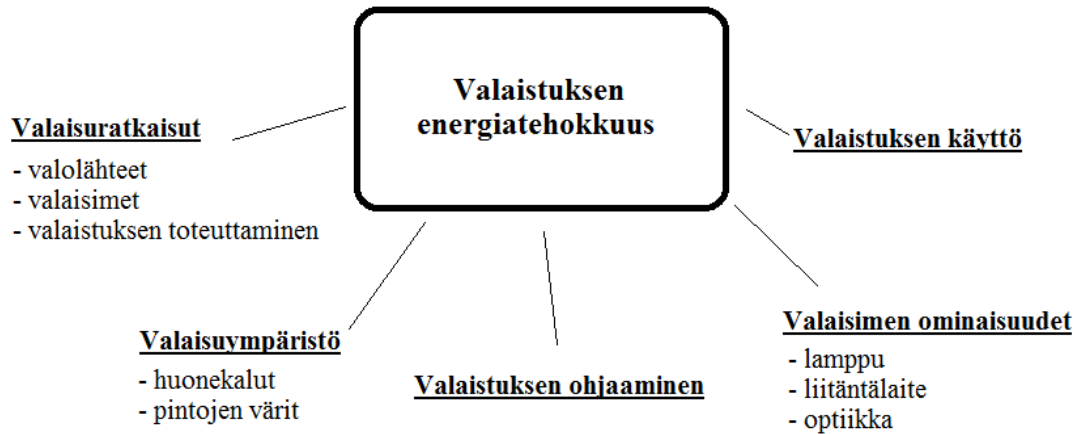 Valaistuksen
energiatehokkuus
Valaisuratkaisut
- valolähteet
- valaisimet
- valaistuksen toteuttaminen
Valaistuksen käyttö
Valaisuympäristö
- huonekalut
- pintojen värit
Valaistuksen ohjaaminen
Valaisimen ominaisuudet
- lamppu
- liitäntälaite
- optiikka